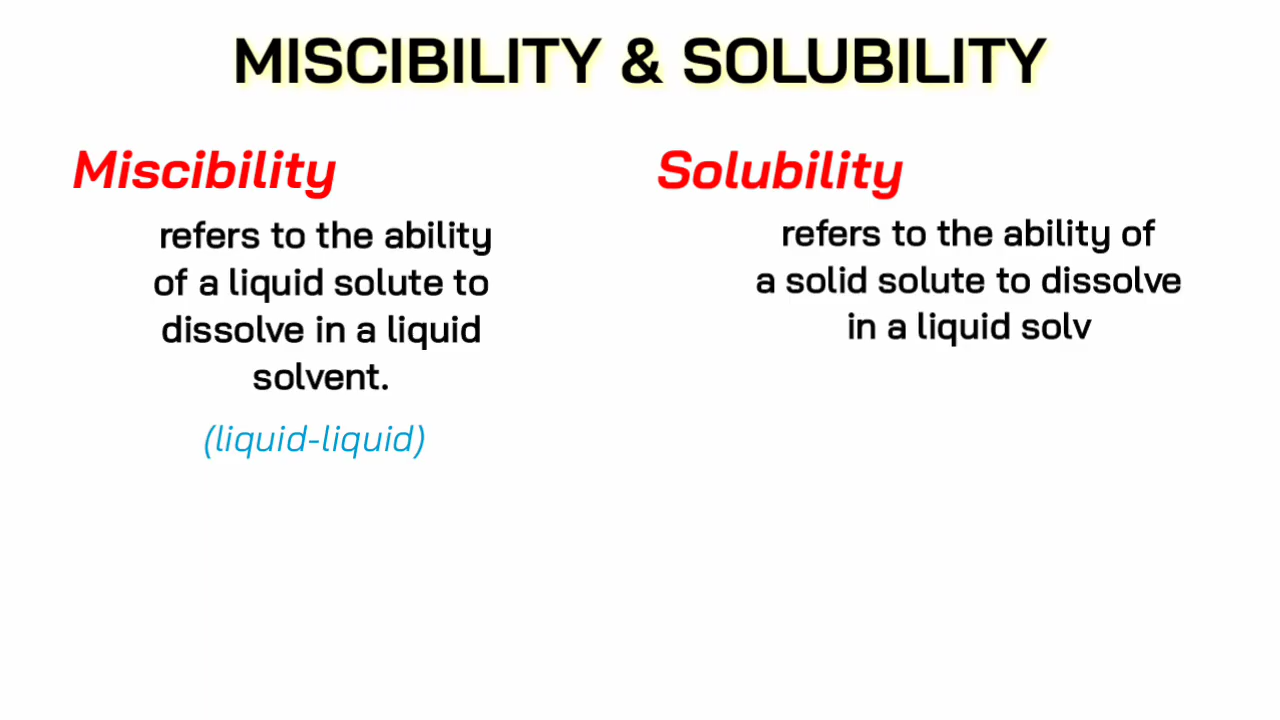 MISCIBILITY & SOLUBILITY
Miscibility
refers to the ability
of a liquid solute to
dissolve in a liquid
solvent.
(liquid-liquid)
Solubility
refers to the ability of
a solid solute to dissolve
in a liquid solv